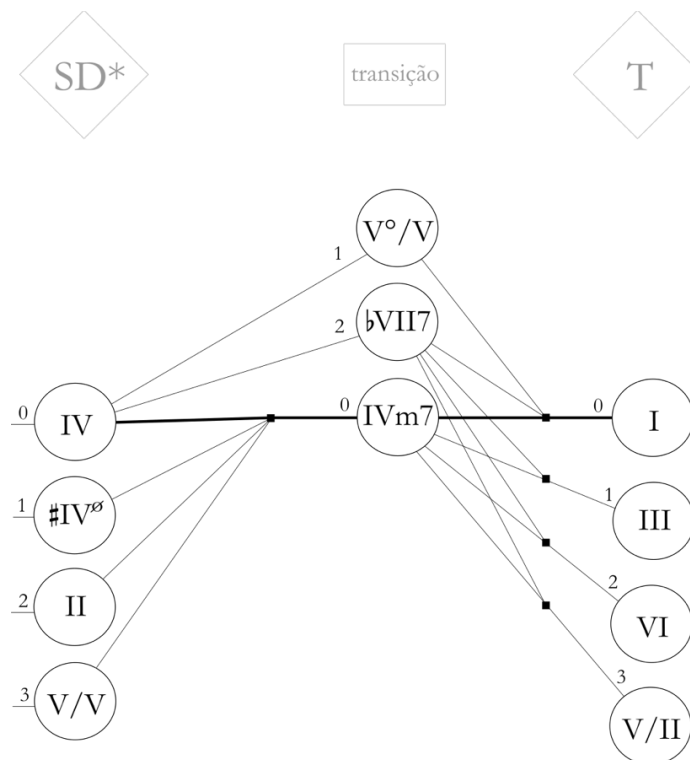 SD*
transição
T
V°/V
1
♭VII7
2
0
IV
0
IVm7
0
I
1
♯IVø
1
III
2
II
2
VI
3
V/V
3
V/II